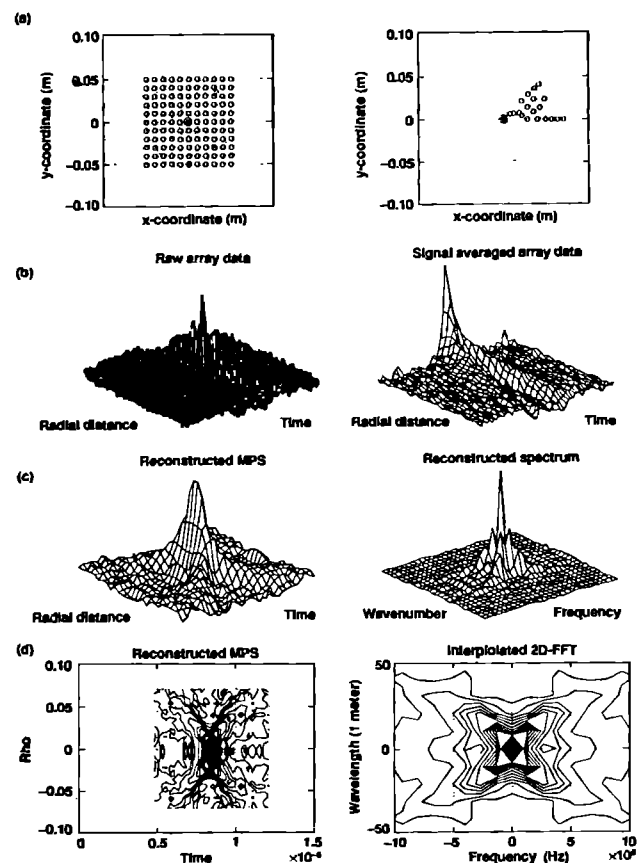 (a)
0.10
0.05
0
−0.05
−0.10
y-coordinate (m)
x-coordinate (m)
0.10
0.05
0
−0.05
−0.10
y-coordinate (m)
x-coordinate (m)
(b)
Raw array data
Radial distance
Time
Signal averaged array data
Radial distance
Time
(c)
Reconstructed MPS
Radial distance
Time
Reconstructed spectrum
Wavenumber
Frequency
(d)
Reconstructed MPS
0.10
0.05
0
−0.05
−0.10
Rho
0 0.5 1 1.5
Time
Interpiolated 2D-FFT
50
0
−50
Wavelength (1 meter)
−10 −5 0 5 10
Frequency (Hz)